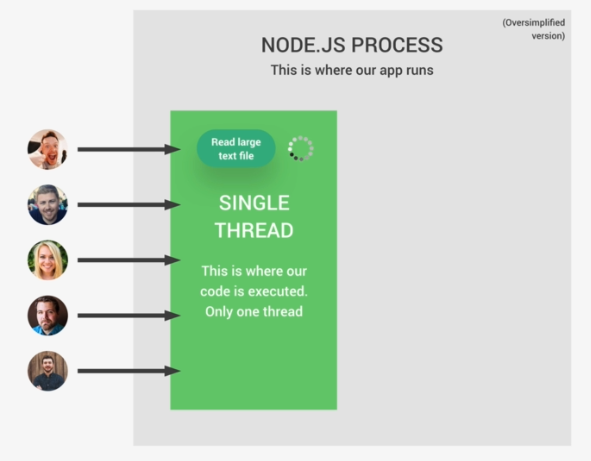 (Oversimplified
version)
NODE.JS PROCESS
This is where our app runs
Read large
text file
SINGLE
THREAD
This is where our
code is executed.
Only one thread